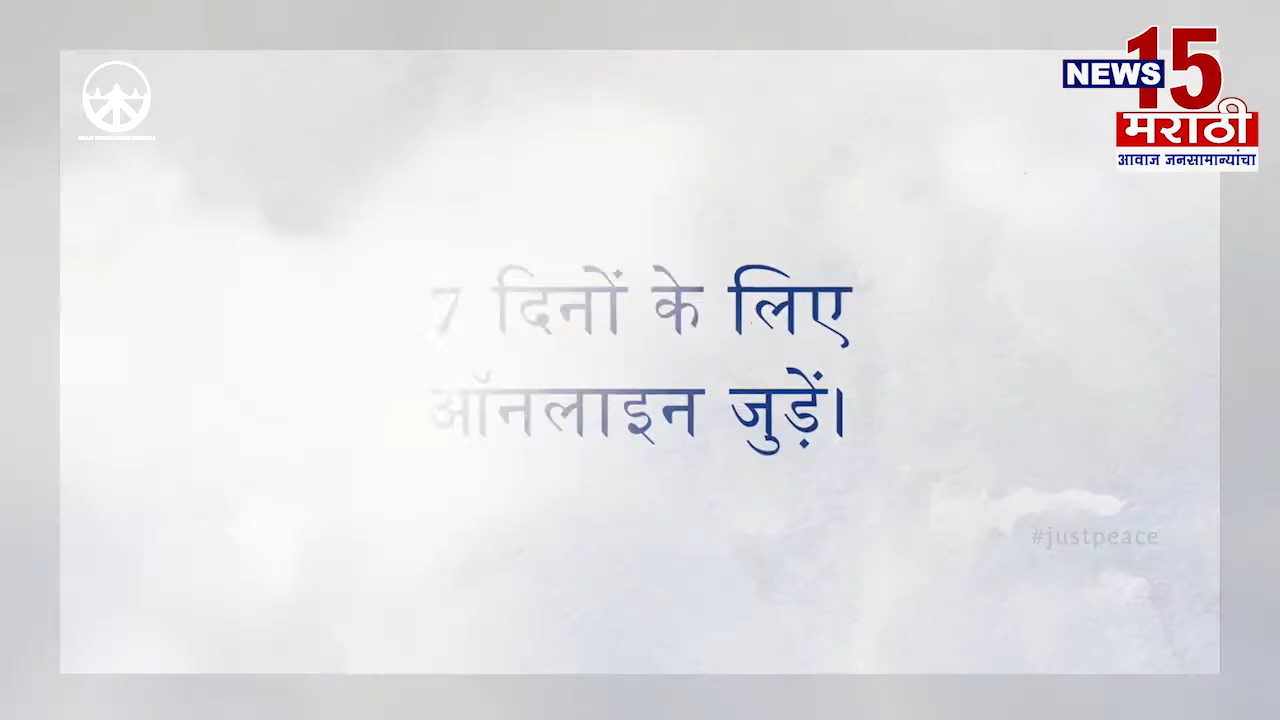 NEWS 15
मराठी
आवाज जनसामान्यांचा
7 दिनों के लिए
ऑनलाइन जुड़ें।
#justpeace